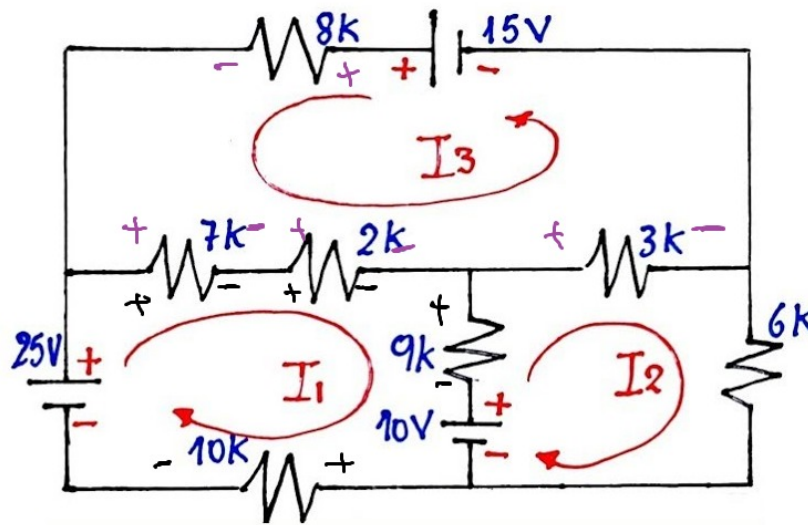 8k 15V
- + + -
I3
+ 7k - + 2k - + 3k -
+ - + - +
25V + 9k 6k
I1 I2
- 10V + -
- 10k + -